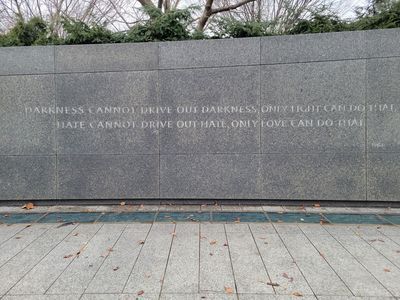 DARKNESS CANNOT DRIVE OUT DARKNESS, ONLY LIGHT CAN DO THAT.
HATE CANNOT DRIVE OUT HATE, ONLY LOVE CAN DO THAT.